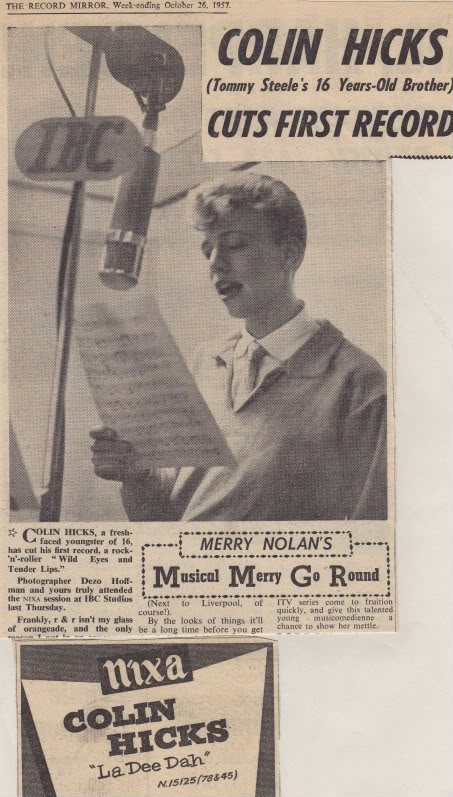 THE RECORD MIRROR, Week-ending October 26, 1957.
COLIN HICKS
(Tommy Steele's 16 Years-Old Brother)
CUTS FIRST RECORD
IBC
☆ COLIN HICKS, a fresh-
faced youngster of 16,
has cut his first record, a rock-
'n'-roller "Wild Eyes and
Tender Lips."
Photographer Dezo Hoff-
man and yours truly attended
the NIXA session at IBC Studios
last Thursday.
Frankly, r & r isn't my glass
of orangeade, and the only
MERRY NOLAN'S
Musical Merry Go Round
(Next to Liverpool, of
course!).
By the looks of things it'll
be a long time before you get
ITV series come to fruition
quickly, and give this talented
young musicomedienne a
chance to show her mettle.
Nixa
COLIN
HICKS
"La Dee Dah"
N.15125 (78 & 45)